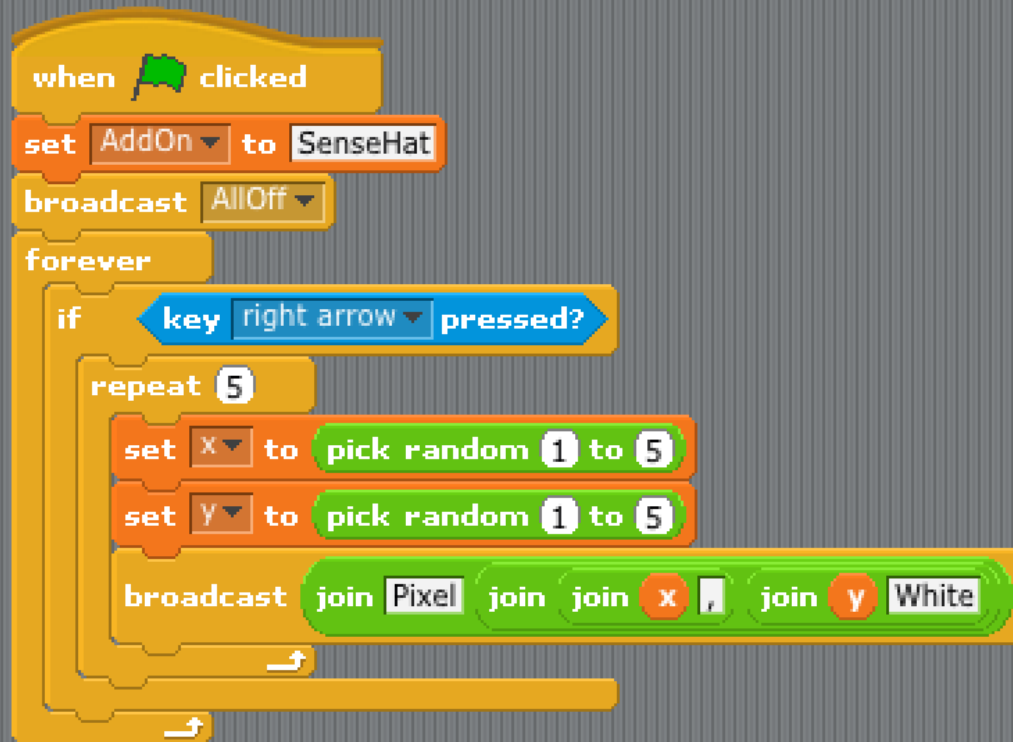 when clicked
set AddOn to SenseHat
broadcast AllOff
forever
if key right arrow pressed?
repeat 5
set x to pick random 1 to 5
set y to pick random 1 to 5
broadcast join Pixel join join x , join y White